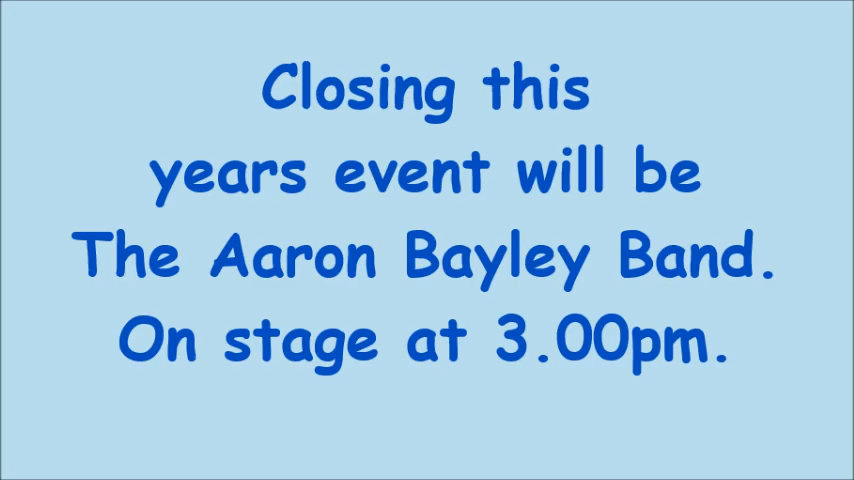 Closing this
years event will be
The Aaron Bayley Band.
On stage at 3.00pm.